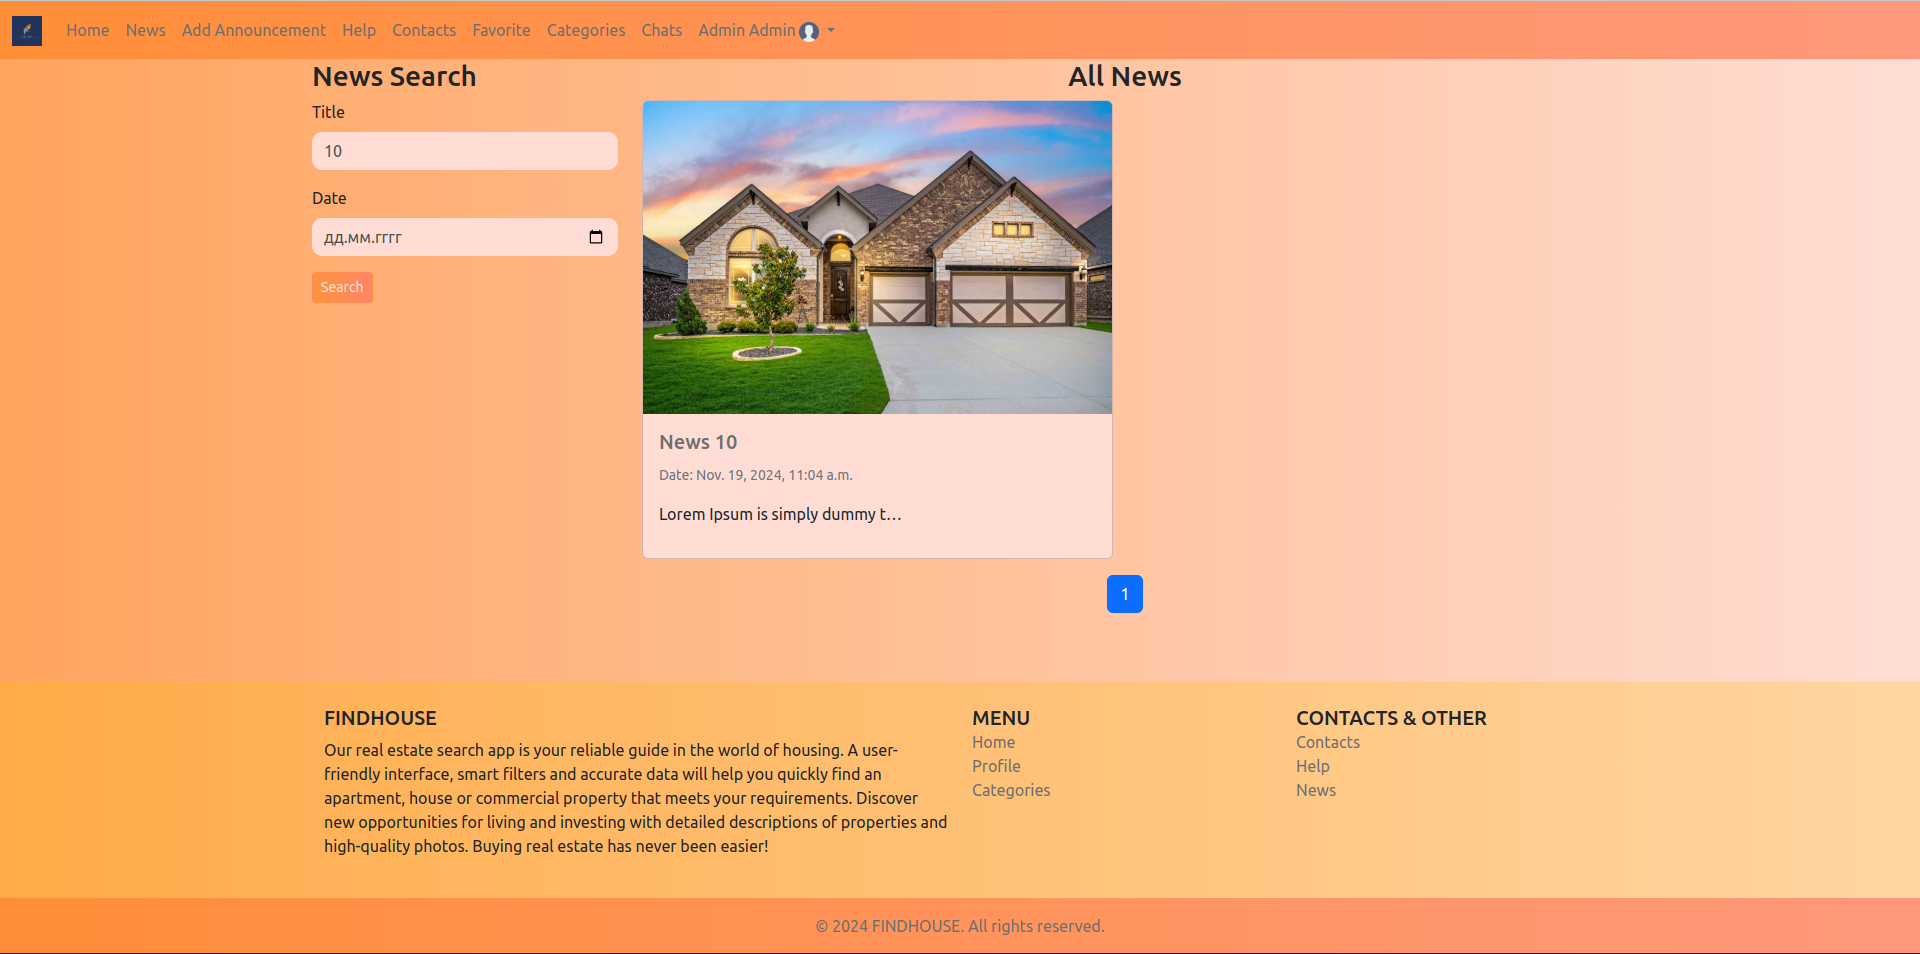 Home News Add Announcement Help Contacts Favorite Categories Chats Admin Admin
News Search
Title
10
Date
дд.мм.гггг
Search
All News
News 10
Date: Nov. 19, 2024, 11:04 a.m.
Lorem Ipsum is simply dummy t…
1
FINDHOUSE
Our real estate search app is your reliable guide in the world of housing. A user-
friendly interface, smart filters and accurate data will help you quickly find an
apartment, house or commercial property that meets your requirements. Discover
new opportunities for living and investing with detailed descriptions of properties and
high-quality photos. Buying real estate has never been easier!
MENU
Home
Profile
Categories
CONTACTS & OTHER
Contacts
Help
News
© 2024 FINDHOUSE. All rights reserved.